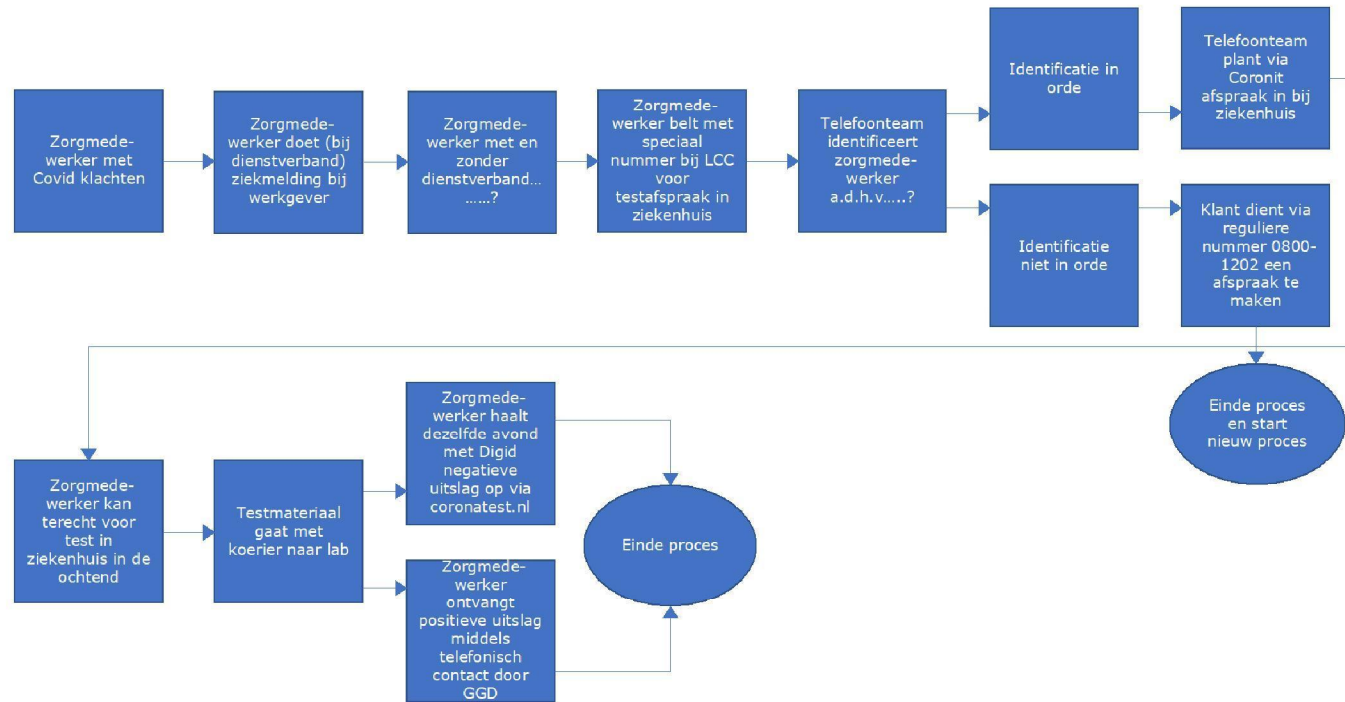 Zorgmede-
werker met
Covid klachten
Zorgmede-
werker doet (bij
dienstverband)
ziekmelding bij
werkgever
Zorgmede-
werker met en
zonder
dienstverband…
……?
Zorgmede-
werker belt met
speciaal
nummer bij LCC
voor
testafspraak in
ziekenhuis
Telefoonteam
identificeert
zorgmede-
werker
a.d.h.v…..?
Identificatie in
orde
Telefoonteam
plant via
Coronit
afspraak in bij
ziekenhuis
Identificatie
niet in orde
Klant dient via
reguliere
nummer 0800-
1202 een
afspraak te
maken
Einde proces
en start
nieuw proces
Zorgmede-
werker kan
terecht voor
test in
ziekenhuis in de
ochtend
Testmateriaal
gaat met
koerier naar lab
Zorgmede-
werker haalt
dezelfde avond
met Digid
negatieve
uitslag op via
coronatest.nl
Zorgmede-
werker
ontvangt
positieve uitslag
middels
telefonisch
contact door
GGD
Einde proces